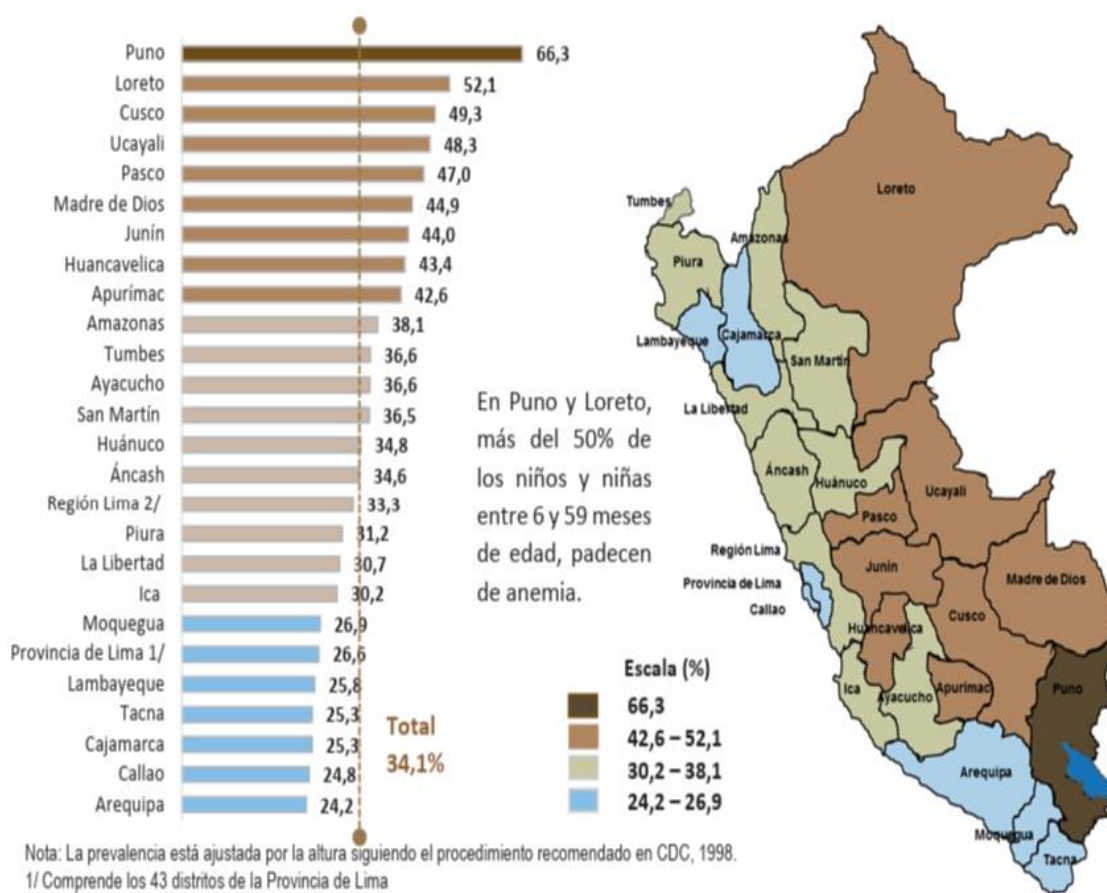 Puno 66,3
Loreto 52,1
Cusco 49,3
Ucayali 48,3
Pasco 47,0
Madre de Dios 44,9
Junín 44,0
Huancavelica 43,4
Apurímac 42,6
Amazonas 38,1
Tumbes 36,6
Ayacucho 36,6
San Martín 36,5
Huánuco 34,8
Áncash 34,6
Región Lima 2/ 33,3
Piura 31,2
La Libertad 30,7
Ica 30,2
Moquegua 26,9
Provincia de Lima 1/ 26,6
Lambayeque 25,8
Tacna 25,3
Cajamarca 25,3
Callao 24,8
Arequipa 24,2
Total
34,1%
En Puno y Loreto,
más del 50% de
los niños y niñas
entre 6 y 59 meses
de edad, padecen
de anemia.
Escala (%)
66,3
42,6 – 52,1
30,2 – 38,1
24,2 – 26,9
Loreto
Tumbes
Amazonas
Piura
Lambayeque
Cajamarca
San Martín
La Libertad
Áncash
Huánuco
Ucayali
Pasco
Región Lima
Junín
Provincia de Lima
Callao
Madre de Dios
Cusco
Huancavelica
Ica
Ayacucho
Apurímac
Puno
Arequipa
Moquegua
Tacna
Nota: La prevalencia está ajustada por la altura siguiendo el procedimiento recomendado en CDC, 1998.
1/ Comprende los 43 distritos de la Provincia de Lima